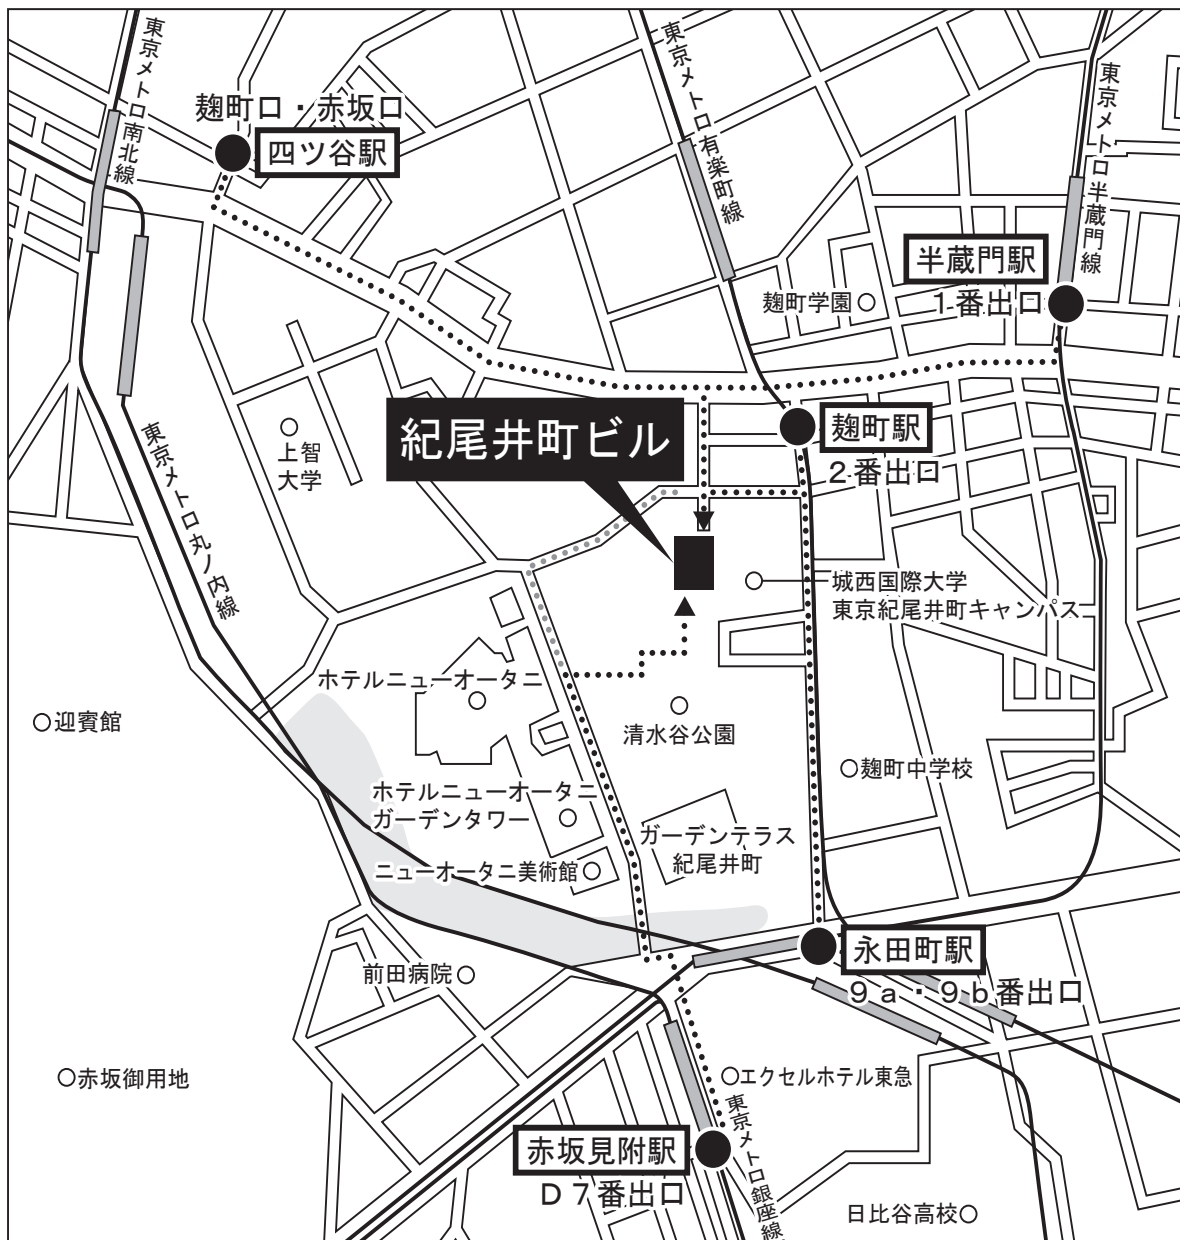 東京メトロ南北線
麹町口・赤坂口
四ツ谷駅
東京メトロ有楽町線
東京メトロ半蔵門線
半蔵門駅
1番出口
麹町学園
紀尾井町ビル
麹町駅
2番出口
上智
大学
東京メトロ丸ノ内線
城西国際大学
東京紀尾井町キャンパス
ホテルニューオータニ
迎賓館
清水谷公園
麹町中学校
ホテルニューオータニ
ガーデンタワー
ガーデンテラス
紀尾井町
ニューオータニ美術館
永田町駅
9a・9b番出口
前田病院
赤坂御用地
エクセルホテル東急
東京メトロ銀座線
赤坂見附駅
D7番出口
日比谷高校